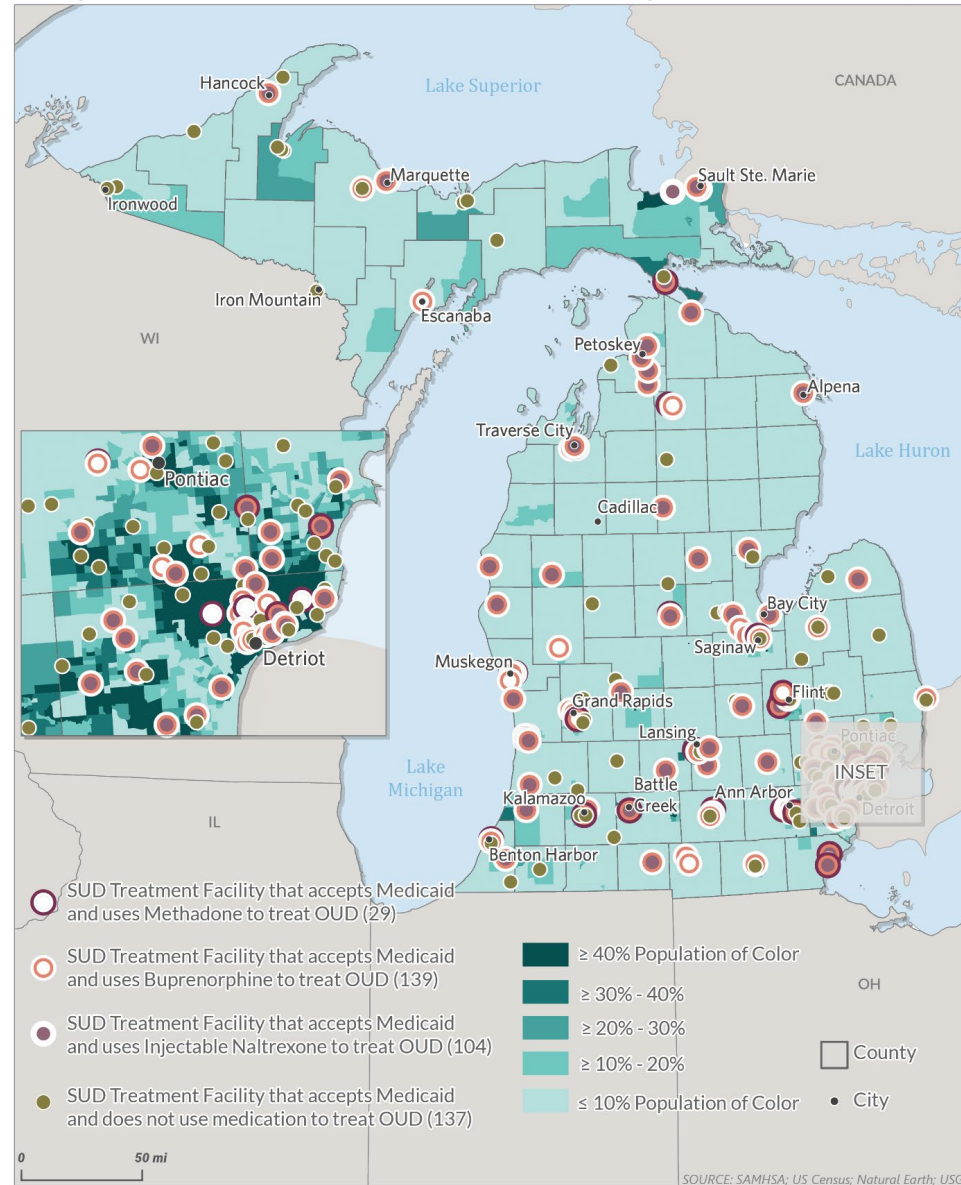 Lake Superior
CANADA
Hancock
Marquette
Sault Ste. Marie
Ironwood
Iron Mountain
Escanaba
WI
Petoskey
Alpena
Traverse City
Lake Huron
Cadillac
Pontiac
Detriot
Bay City
Saginaw
Muskegon
Grand Rapids
Flint
Lansing
Pontiac
INSET
Detroit
Lake
Michigan
Battle
Creek
Ann Arbor
Kalamazoo
IL
Benton Harbor
SUD Treatment Facility that accepts Medicaid
and uses Methadone to treat OUD (29)
SUD Treatment Facility that accepts Medicaid
and uses Buprenorphine to treat OUD (139)
SUD Treatment Facility that accepts Medicaid
and uses Injectable Naltrexone to treat OUD (104)
SUD Treatment Facility that accepts Medicaid
and does not use medication to treat OUD (137)
≥ 40% Population of Color
≥ 30% - 40%
≥ 20% - 30%
≥ 10% - 20%
≤ 10% Population of Color
OH
County
City
0 50 mi
SOURCE: SAMHSA; US Census; Natural Earth; USG